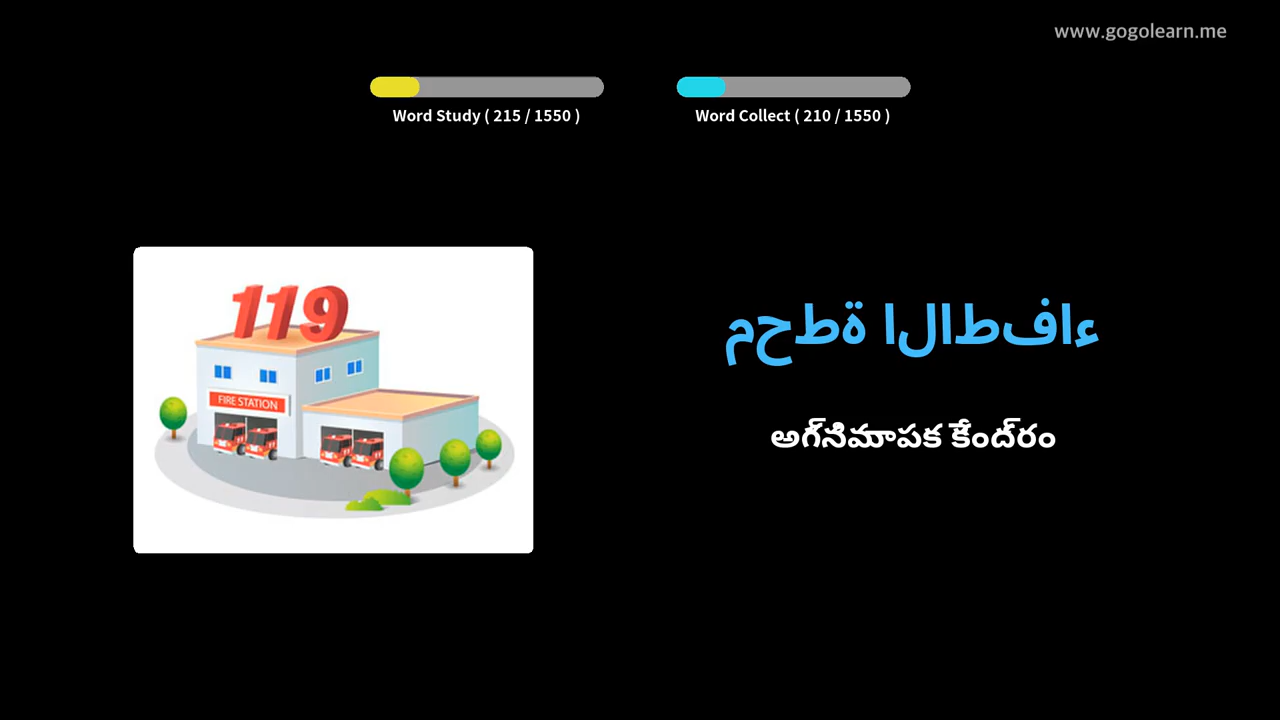 www.gogolearn.me
Word Study ( 215 / 1550 )
Word Collect ( 210 / 1550 )
119
FIRE STATION
محطة الاطفاء
అగ్నిమాపక కేంద్రం